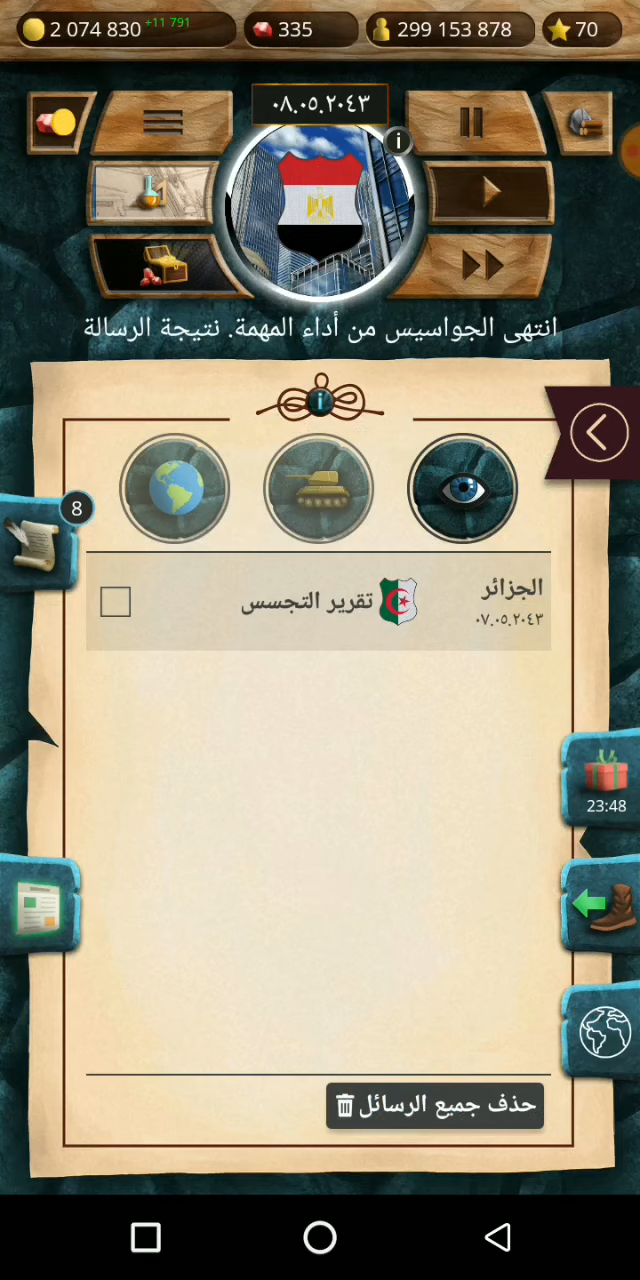 2 074 830 +11 791 335 299 153 878 70
٠٨.٠٥.٢٠٤٣
i
انتهى الجواسيس من أداء المهمة. نتيجة الرسالة
i
8
الجزائر
تقرير التجسس
٠٧.٠٥.٢٠٤٣
23:48
حذف جميع الرسائل